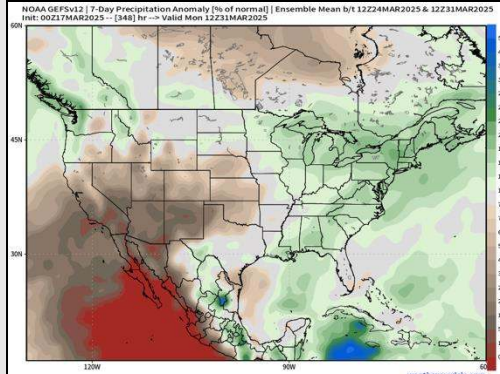 NOAA GEFSv12 | 7-Day Precipitation Anomaly [% of normal] | Ensemble Mean b/t 12Z24MAR2025 & 12Z31MAR2025
Init: 00Z17MAR2025 -- [348] hr --> Valid Mon 12Z31MAR2025
60N
45N
30N
120W
90W
60